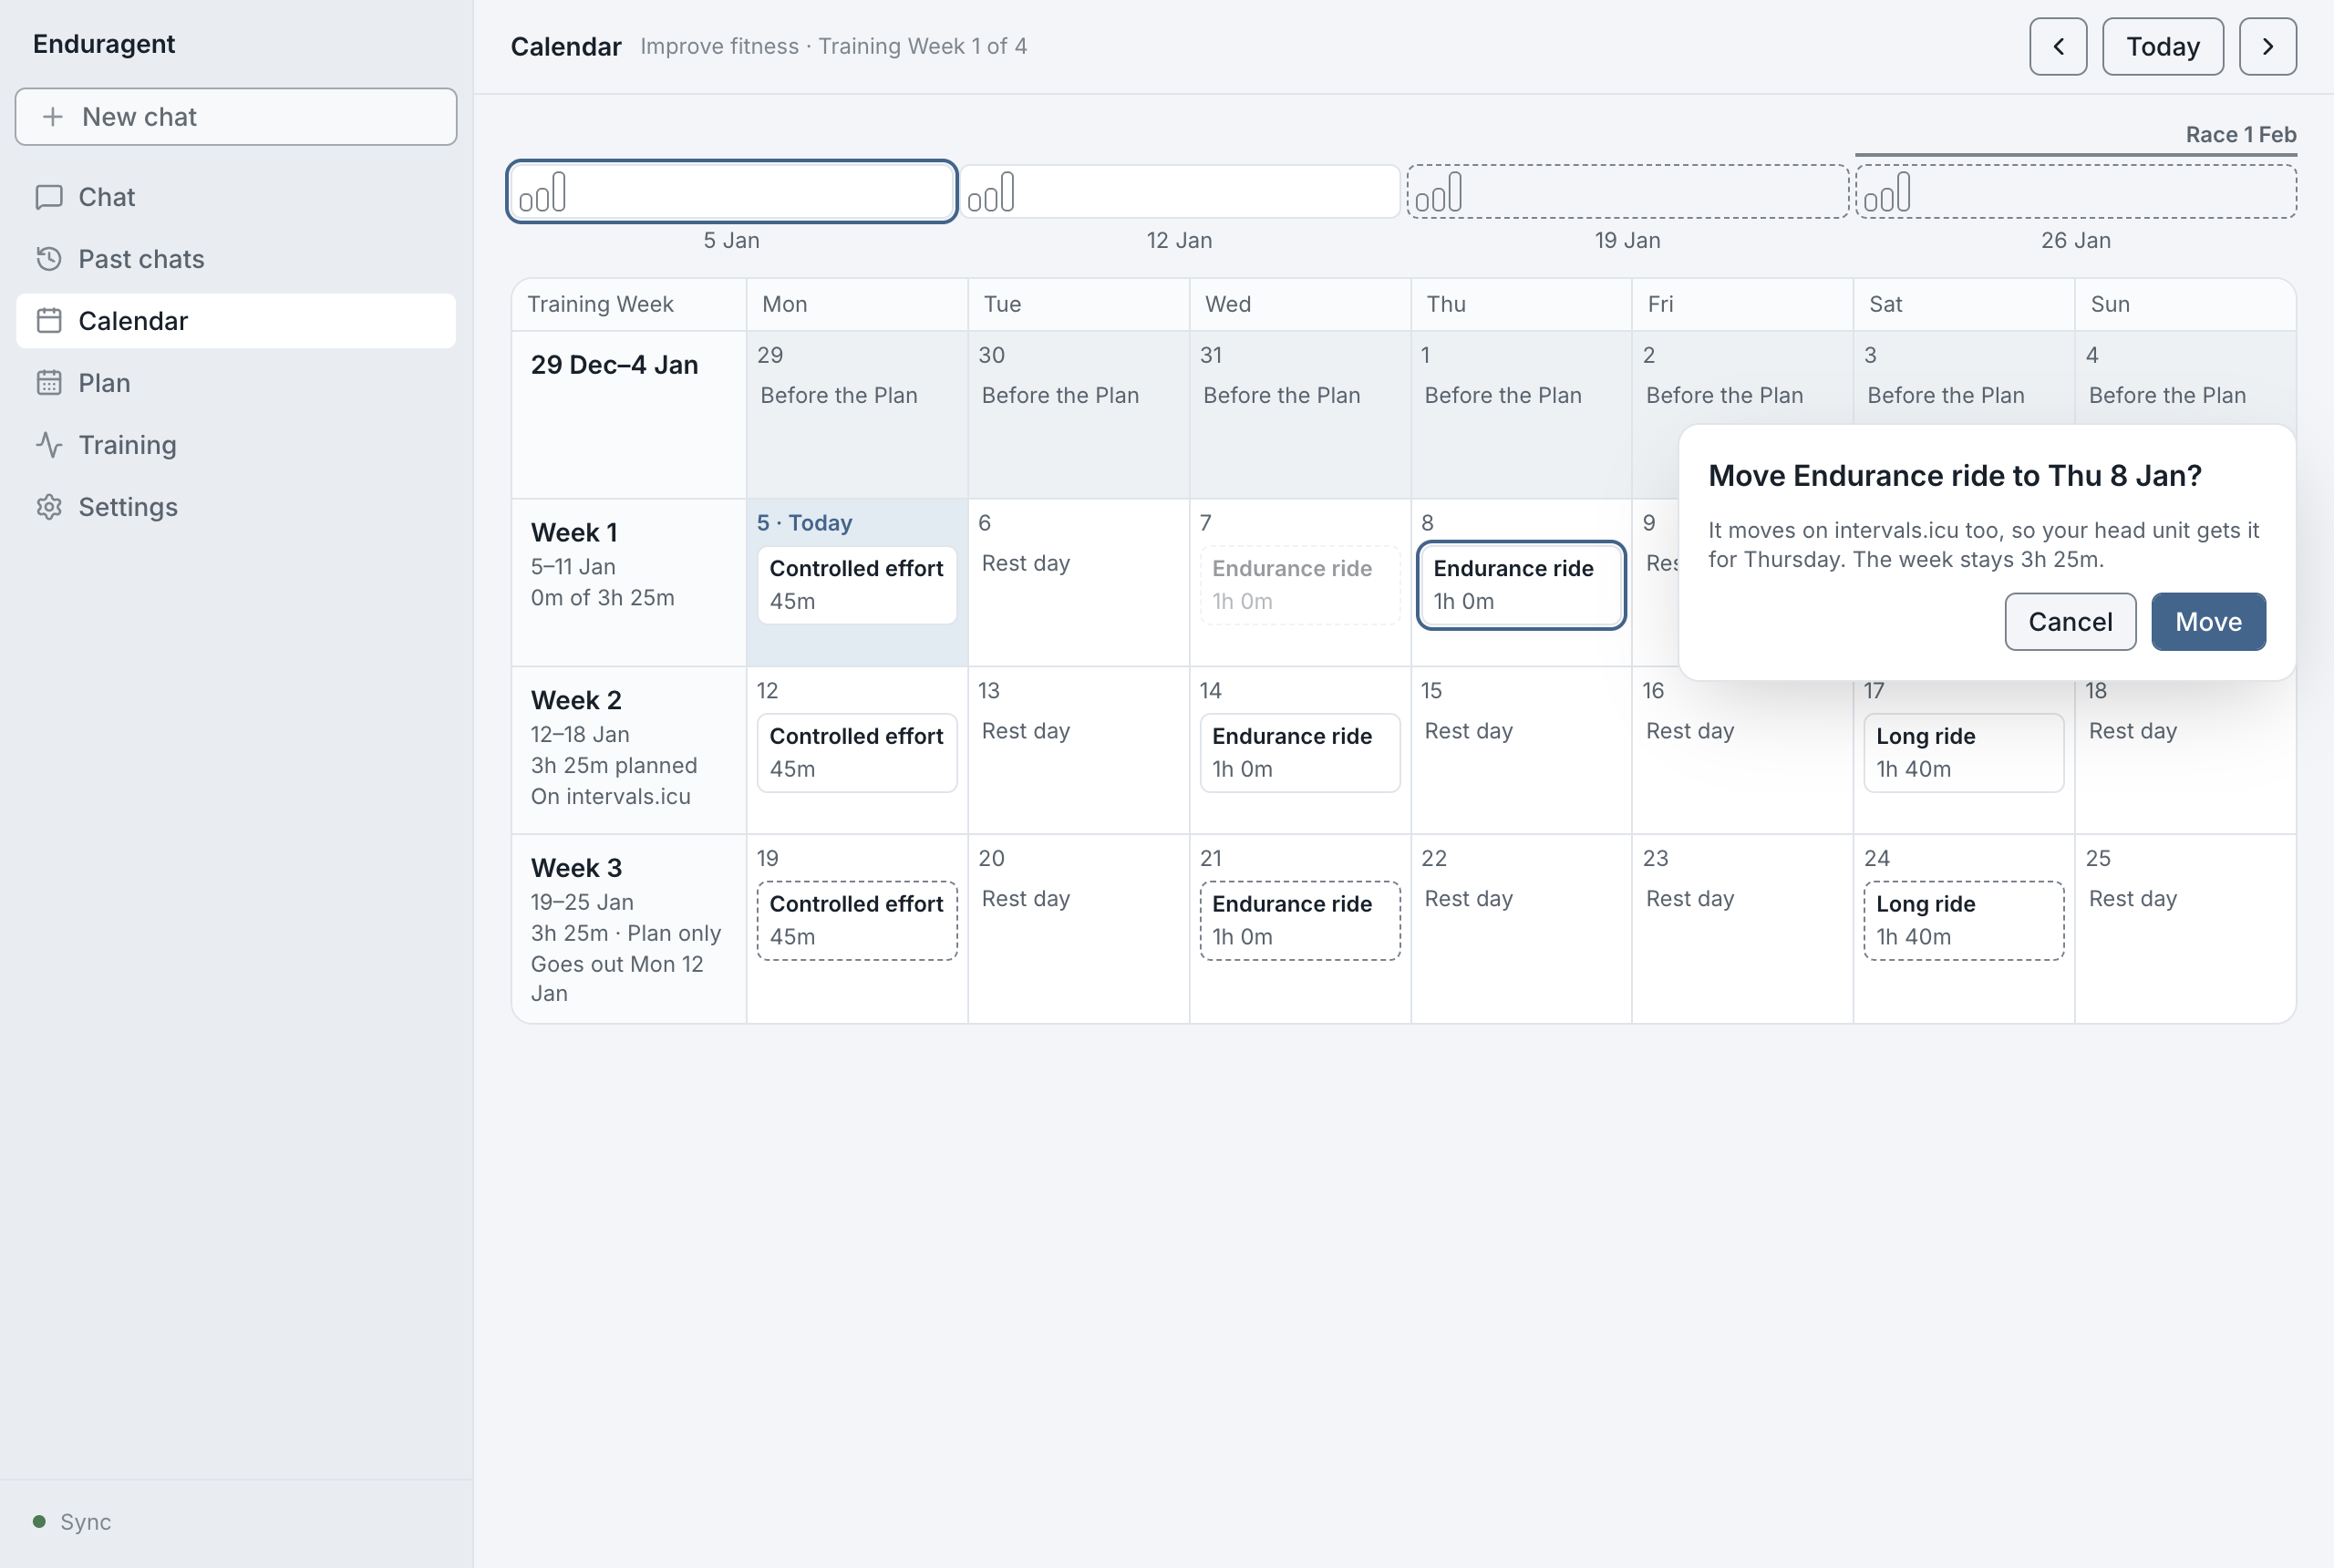 Enduragent
New chat
Chat
Past chats
Calendar
Plan
Training
Settings
Sync
Calendar Improve fitness · Training Week 1 of 4
Today
Race 1 Feb
5 Jan 12 Jan 19 Jan 26 Jan
Training Week Mon Tue Wed Thu Fri Sat Sun
29 Dec–4 Jan
29 30 31 1 2 3 4
Before the Plan Before the Plan Before the Plan Before the Plan Before the Plan Before the Plan Before the Plan
Move Endurance ride to Thu 8 Jan?
It moves on intervals.icu too, so your head unit gets it
for Thursday. The week stays 3h 25m.
Cancel Move
Week 1
5–11 Jan
0m of 3h 25m
5 · Today 6 7 8 9
Controlled effort Rest day Endurance ride Endurance ride
45m 1h 0m 1h 0m
Week 2
12–18 Jan
3h 25m planned
On intervals.icu
12 13 14 15 16 17 18
Controlled effort Rest day Endurance ride Rest day Rest day Long ride Rest day
45m 1h 0m 1h 40m
Week 3
19–25 Jan
3h 25m · Plan only
Goes out Mon 12
Jan
19 20 21 22 23 24 25
Controlled effort Rest day Endurance ride Rest day Rest day Long ride Rest day
45m 1h 0m 1h 40m